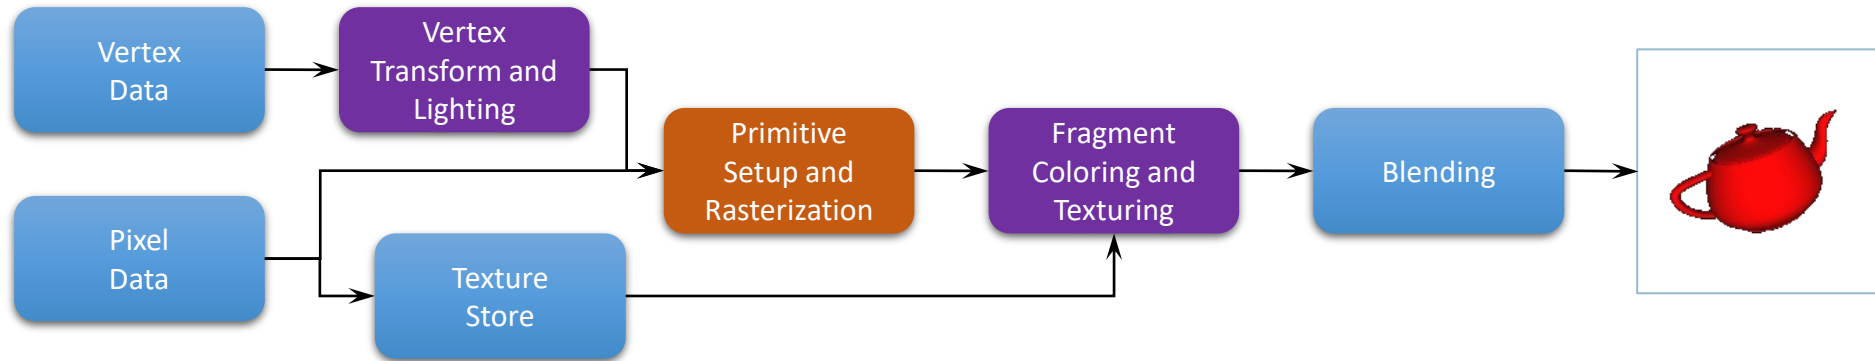 Vertex
Data
Vertex
Transform and
Lighting
Primitive
Setup and
Rasterization
Fragment
Coloring and
Texturing
Blending
Pixel
Data
Texture
Store